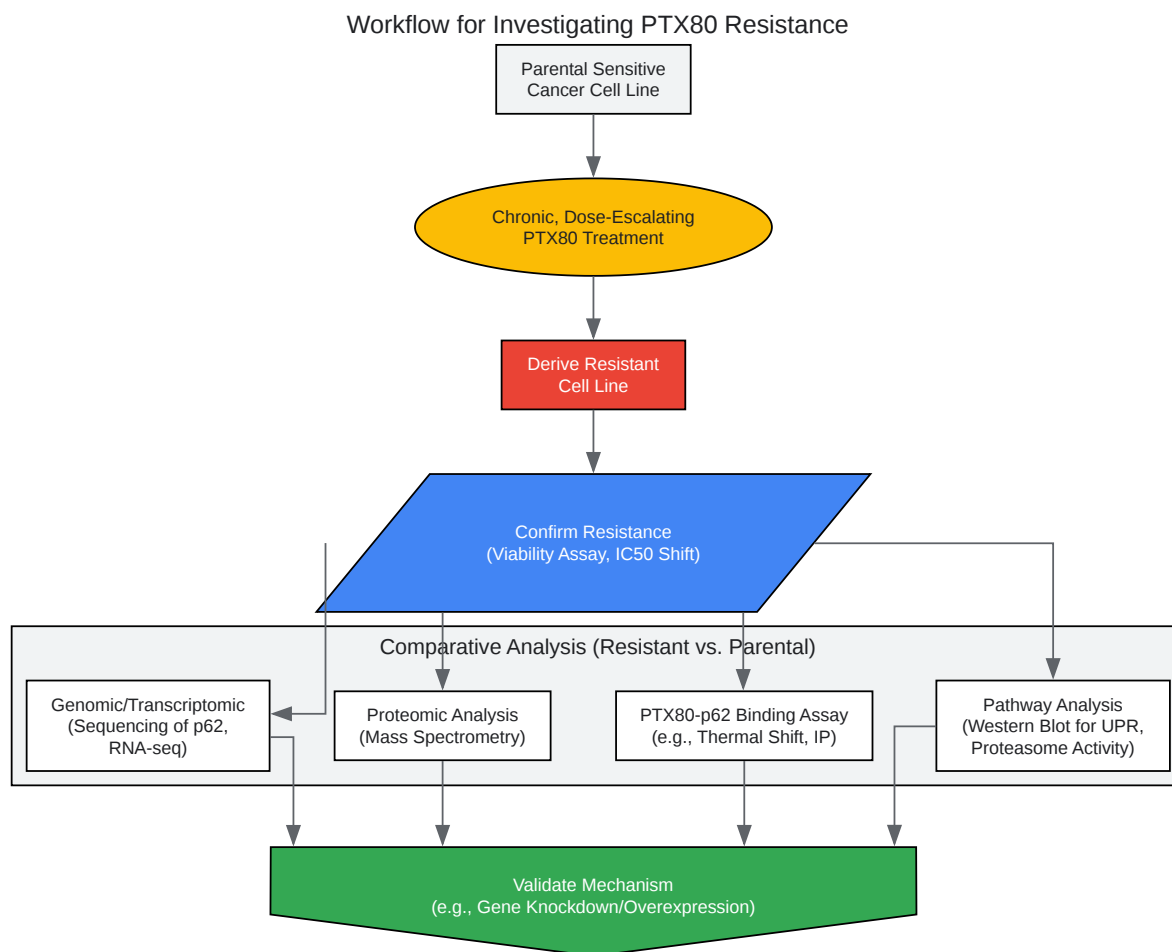 Workflow for Investigating PTX80 Resistance
Parental Sensitive
Cancer Cell Line
Chronic, Dose-Escalating
PTX80 Treatment
Derive Resistant
Cell Line
Confirm Resistance
(Viability Assay, IC50 Shift)
Comparative Analysis (Resistant vs. Parental)
Genomic/Transcriptomic
(Sequencing of p62,
RNA-seq)
Proteomic Analysis
(Mass Spectrometry)
PTX80-p62 Binding Assay
(e.g., Thermal Shift, IP)
Pathway Analysis
(Western Blot for UPR,
Proteasome Activity)
Validate Mechanism
(e.g., Gene Knockdown/Overexpression)